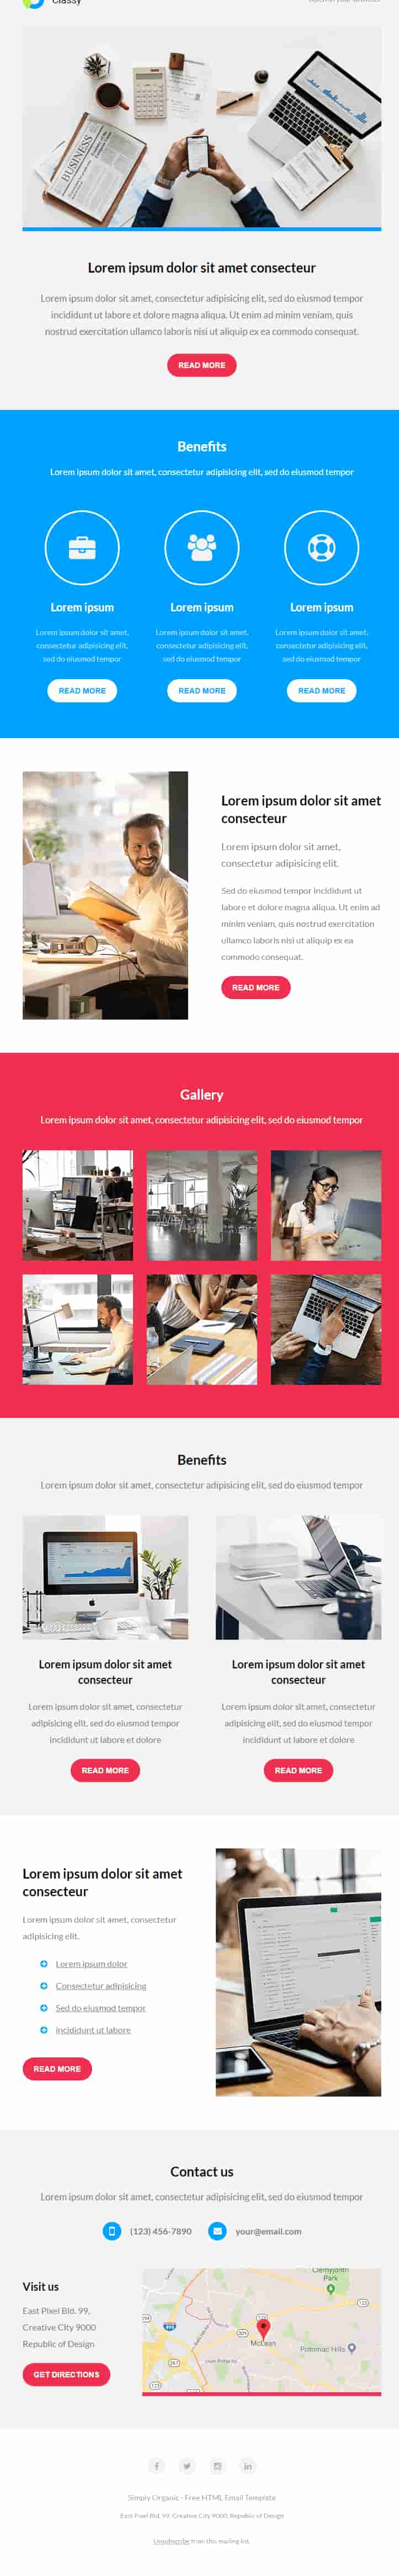 Classy
BUSINESS
Lorem ipsum dolor sit amet consecteur
Lorem ipsum dolor sit amet, consectetur adipisicing elit, sed do eiusmod tempor
incididunt ut labore et dolore magna aliqua. Ut enim ad minim veniam, quis
nostrud exercitation ullamco laboris nisi ut aliquip ex ea commodo consequat.
READ MORE
Benefits
Lorem ipsum dolor sit amet, consectetur adipisicing elit, sed do eiusmod tempor
Lorem ipsum
Lorem ipsum dolor sit amet,
consectetur adipisicing elit,
sed do eiusmod tempor
READ MORE
Lorem ipsum
Lorem ipsum dolor sit amet,
consectetur adipisicing elit,
sed do eiusmod tempor
READ MORE
Lorem ipsum
Lorem ipsum dolor sit amet,
consectetur adipisicing elit,
sed do eiusmod tempor
READ MORE
Lorem ipsum dolor sit amet
consecteur
Lorem ipsum dolor sit amet,
consectetur adipisicing elit.
Sed do eiusmod tempor incididunt ut
labore et dolore magna aliqua. Ut enim ad
minim veniam, quis nostrud exercitation
ullamco laboris nisi ut aliquip ex ea
commodo consequat.
READ MORE
Gallery
Lorem ipsum dolor sit amet, consectetur adipisicing elit, sed do eiusmod tempor
Benefits
Lorem ipsum dolor sit amet, consectetur adipisicing elit, sed do eiusmod tempor
Lorem ipsum dolor sit amet
consecteur
Lorem ipsum dolor sit amet, consectetur
adipisicing elit, sed do eiusmod tempor
incididunt ut labore et dolore
READ MORE
Lorem ipsum dolor sit amet
consecteur
Lorem ipsum dolor sit amet, consectetur
adipisicing elit, sed do eiusmod tempor
incididunt ut labore et dolore
READ MORE
Lorem ipsum dolor sit amet
consecteur
Lorem ipsum dolor sit amet, consectetur
adipisicing elit.
Lorem ipsum dolor
Consectetur adipisicing
Sed do eiusmod tempor
incididunt ut labore
READ MORE
Contact us
Lorem ipsum dolor sit amet, consectetur adipisicing elit, sed do eiusmod tempor
(123) 456-7890
your@email.com
Visit us
East Pixel Bld. 99,
Creative City 9000
Republic of Design
GET DIRECTIONS
Clemyjontri
Park
123
309
McLean
Potomac Hills
267
123
Simply Organic - Free HTML Email Template
East Pixel Bld. 99, Creative City 9000, Republic of Design
Unsubscribe from this mailing list.